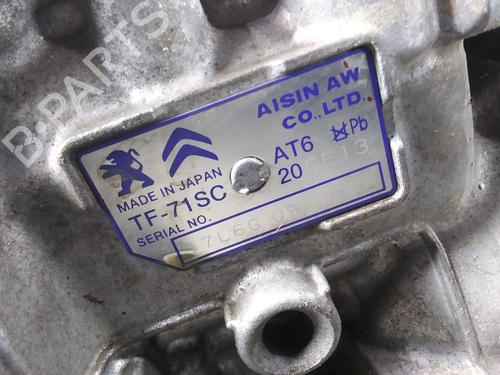 B-PARTS
AISIN AW
CO.,LTD.
MADE IN JAPAN
AT6
Pb
TF-71SC
20
SERIAL NO.